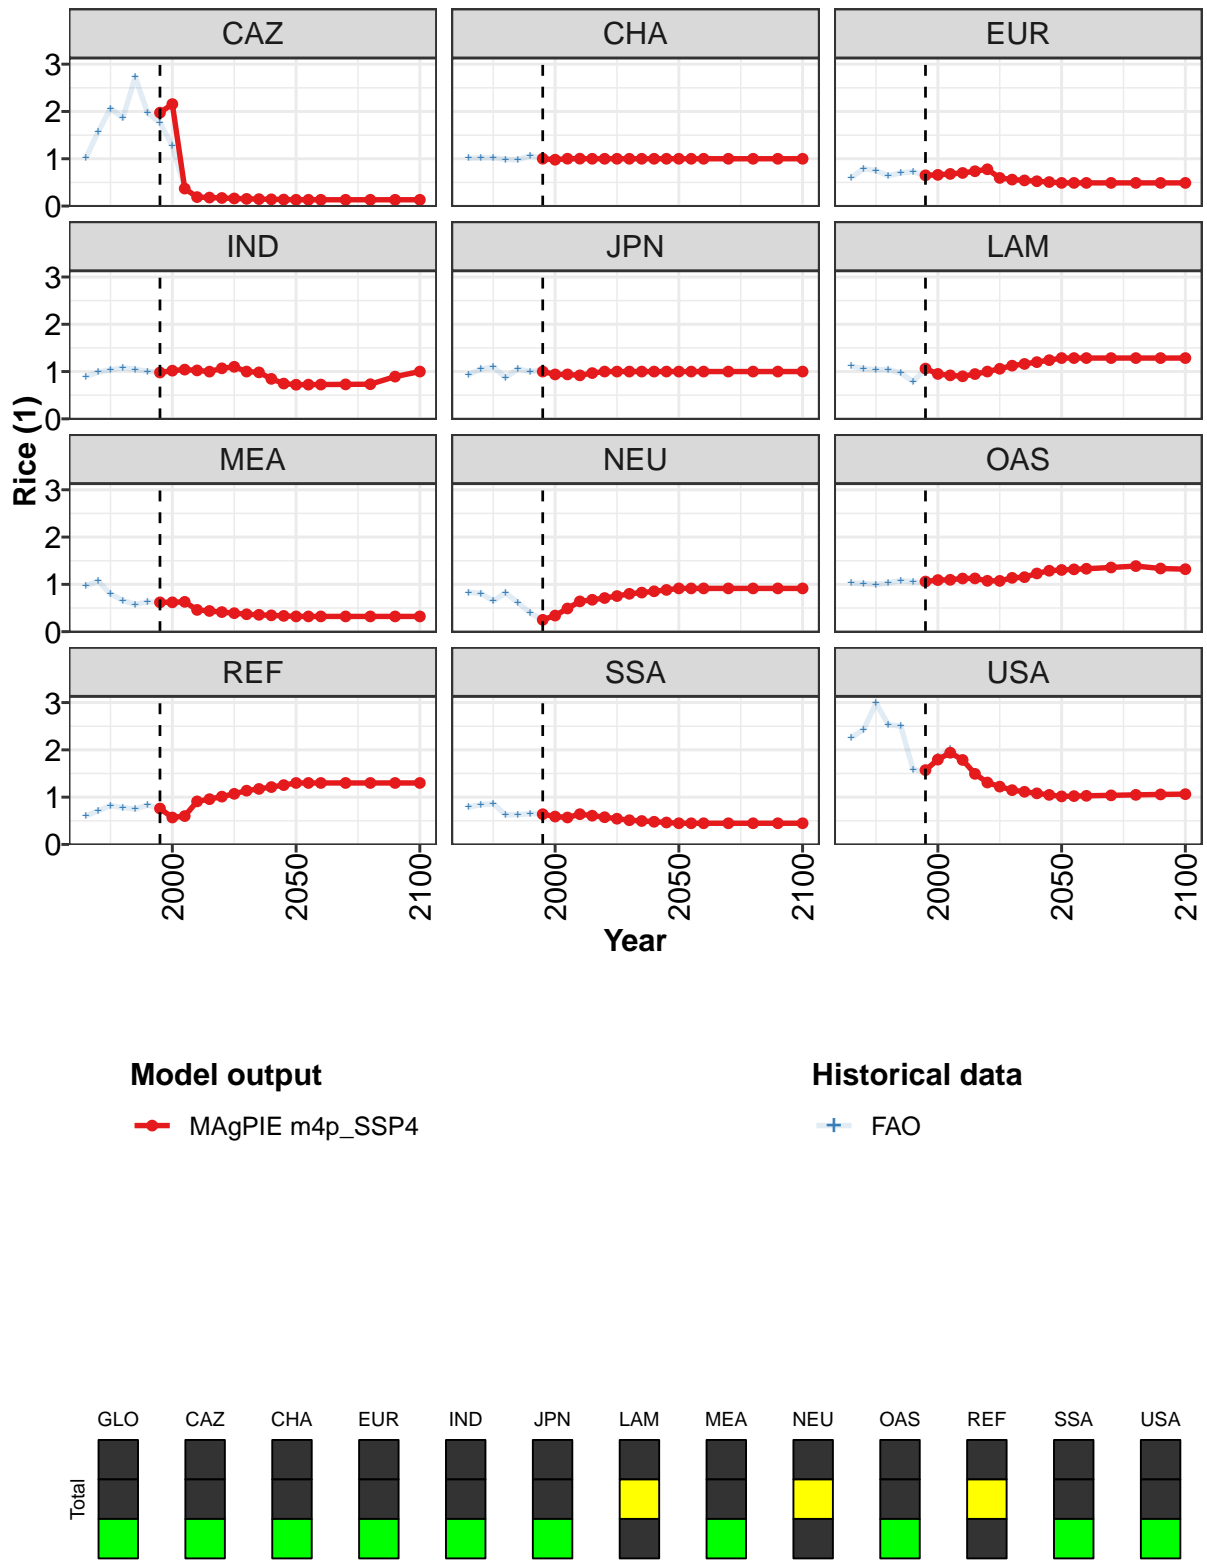 CAZ CHA EUR
3
2
1
0
IND JPN LAM
3
2
1
0
MEA NEU OAS
3
2
1
0
REF SSA USA
3
2
1
0
2000 2050 2100 2000 2050 2100 2000 2050 2100
Rice (1)
Year
Model output
MAgPIE m4p_SSP4
Historical data
FAO
GLO CAZ CHA EUR IND JPN LAM MEA NEU OAS REF SSA USA
Total